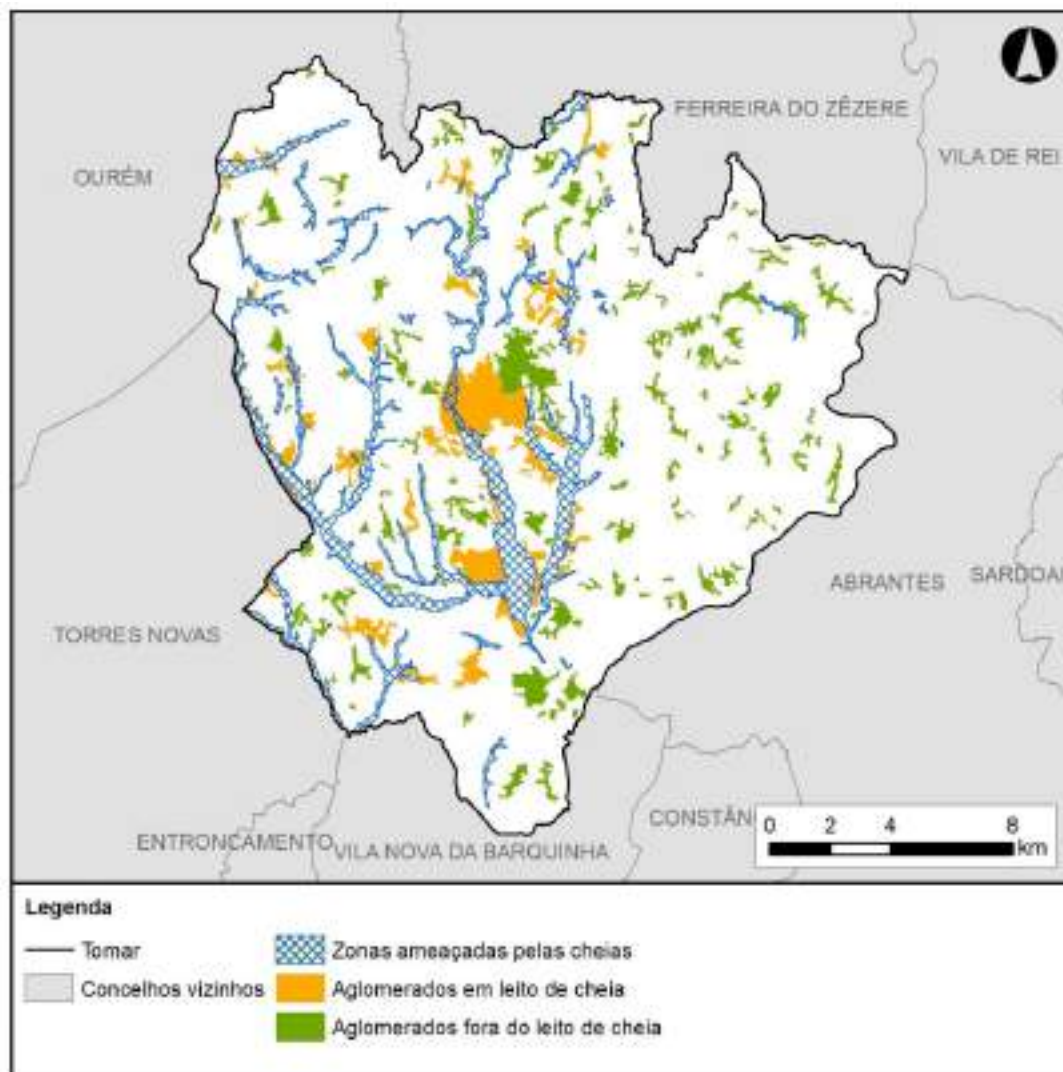 FERREIRA DO ZÊZERE
VILA DE REI
OURÉM
ABRANTES
SARDOAL
TORRES NOVAS
CONSTÂN
ENTRONCAMENTO
VILA NOVA DA BARQUINHA
0 2 4 8
km
Legenda
Tomar
Concelhos vizinhos
Zonas ameaçadas pelas cheias
Aglomerados em leito de cheia
Aglomerados fora do leito de cheia